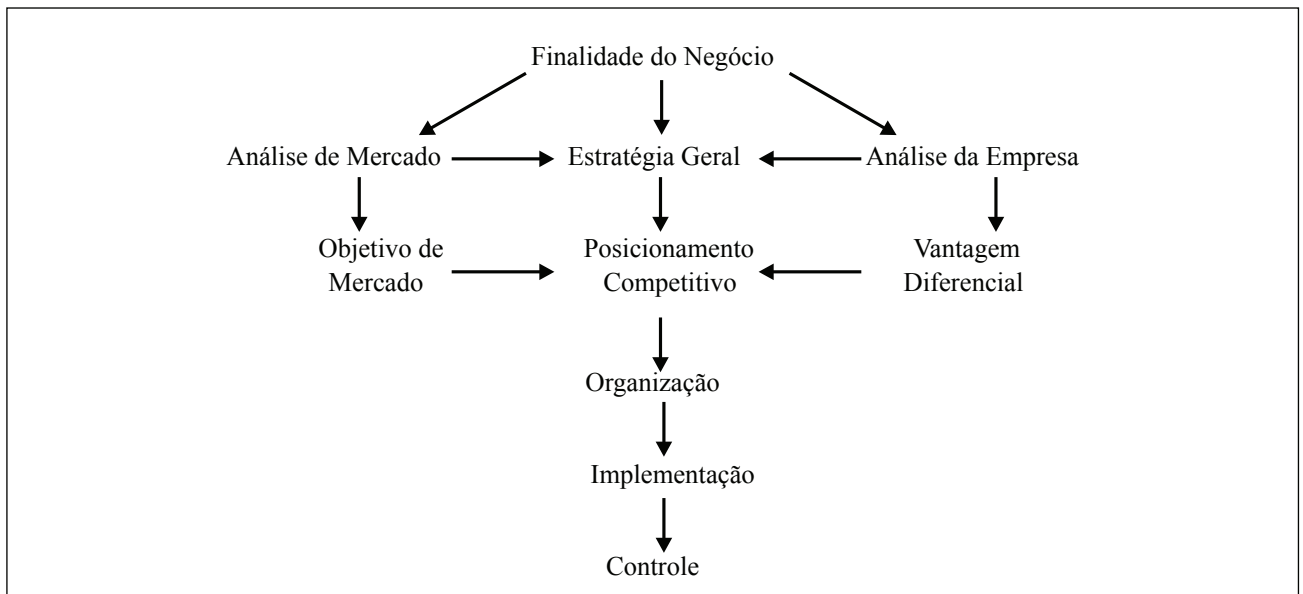 Finalidade do Negócio
Análise de Mercado
Estratégia Geral
Análise da Empresa
Objetivo de
Mercado
Posicionamento
Competitivo
Vantagem
Diferencial
Organização
Implementação
Controle